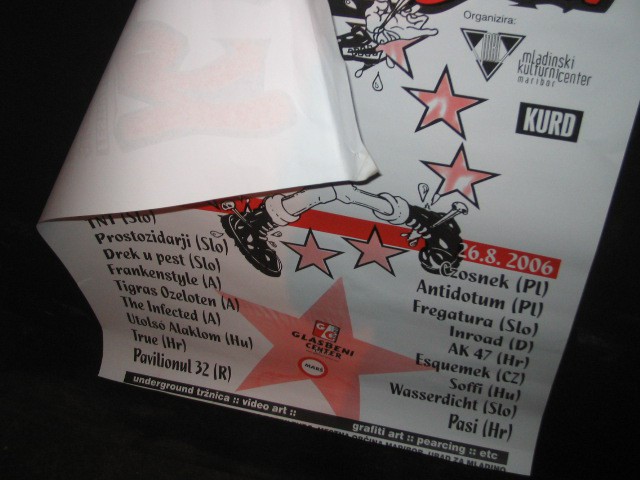 Organizira:
mladinski
kulturnicenter
maribor
KURD
26.8. 2006
TNT (Slo)
Prostozidarji (Slo)
Drek u pest (Slo)
Frankenstyle (A)
Tigras Ozeloten (A)
The Infected (A)
Utolsó Alaklom (Hu)
True (Hr)
Pavilionul 32 (R)
GLASBENI
CENTER
MARS
Czosnek (Pl)
Antidotum (Pl)
Fregatura (Slo)
Inroad (D)
AK 47 (Hr)
Esquemek (CZ)
Soffi (Hu)
Wasserdicht (Slo)
Pasi (Hr)
underground tržnica :: video art ::
grafiti art :: pearcing :: etc